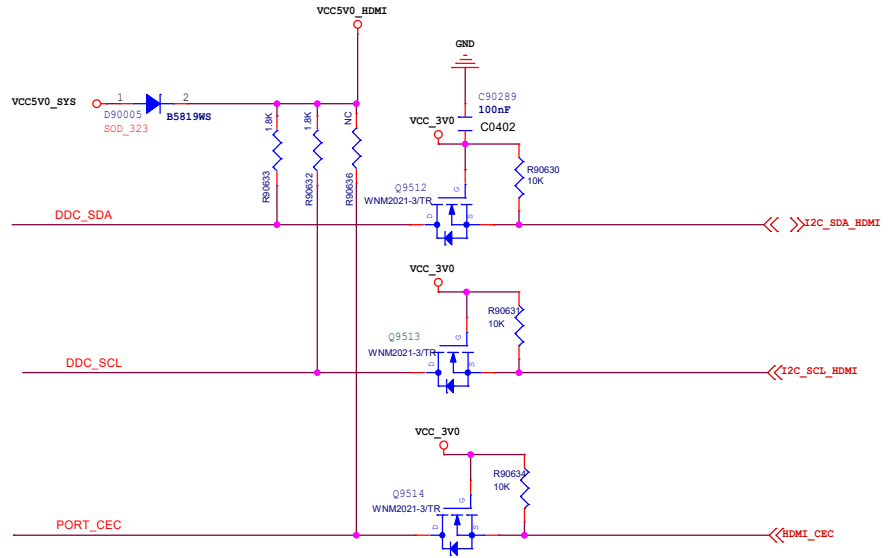 VCC5V0_HDMI
GND
C90289
100nF
C0402
VCC5V0_SYS
1
2
D90005
B5819WS
SOD_323
1.8K
R90633
1.8K
R90632
NC
R90636
VCC_3V0
R90630
10K
Q9512
WNM2021-3/TR
G
D
S
DDC_SDA
I2C_SDA_HDMI
VCC_3V0
R90631
10K
Q9513
WNM2021-3/TR
G
D
S
DDC_SCL
I2C_SCL_HDMI
VCC_3V0
R90634
10K
Q9514
WNM2021-3/TR
G
D
S
PORT_CEC
HDMI_CEC